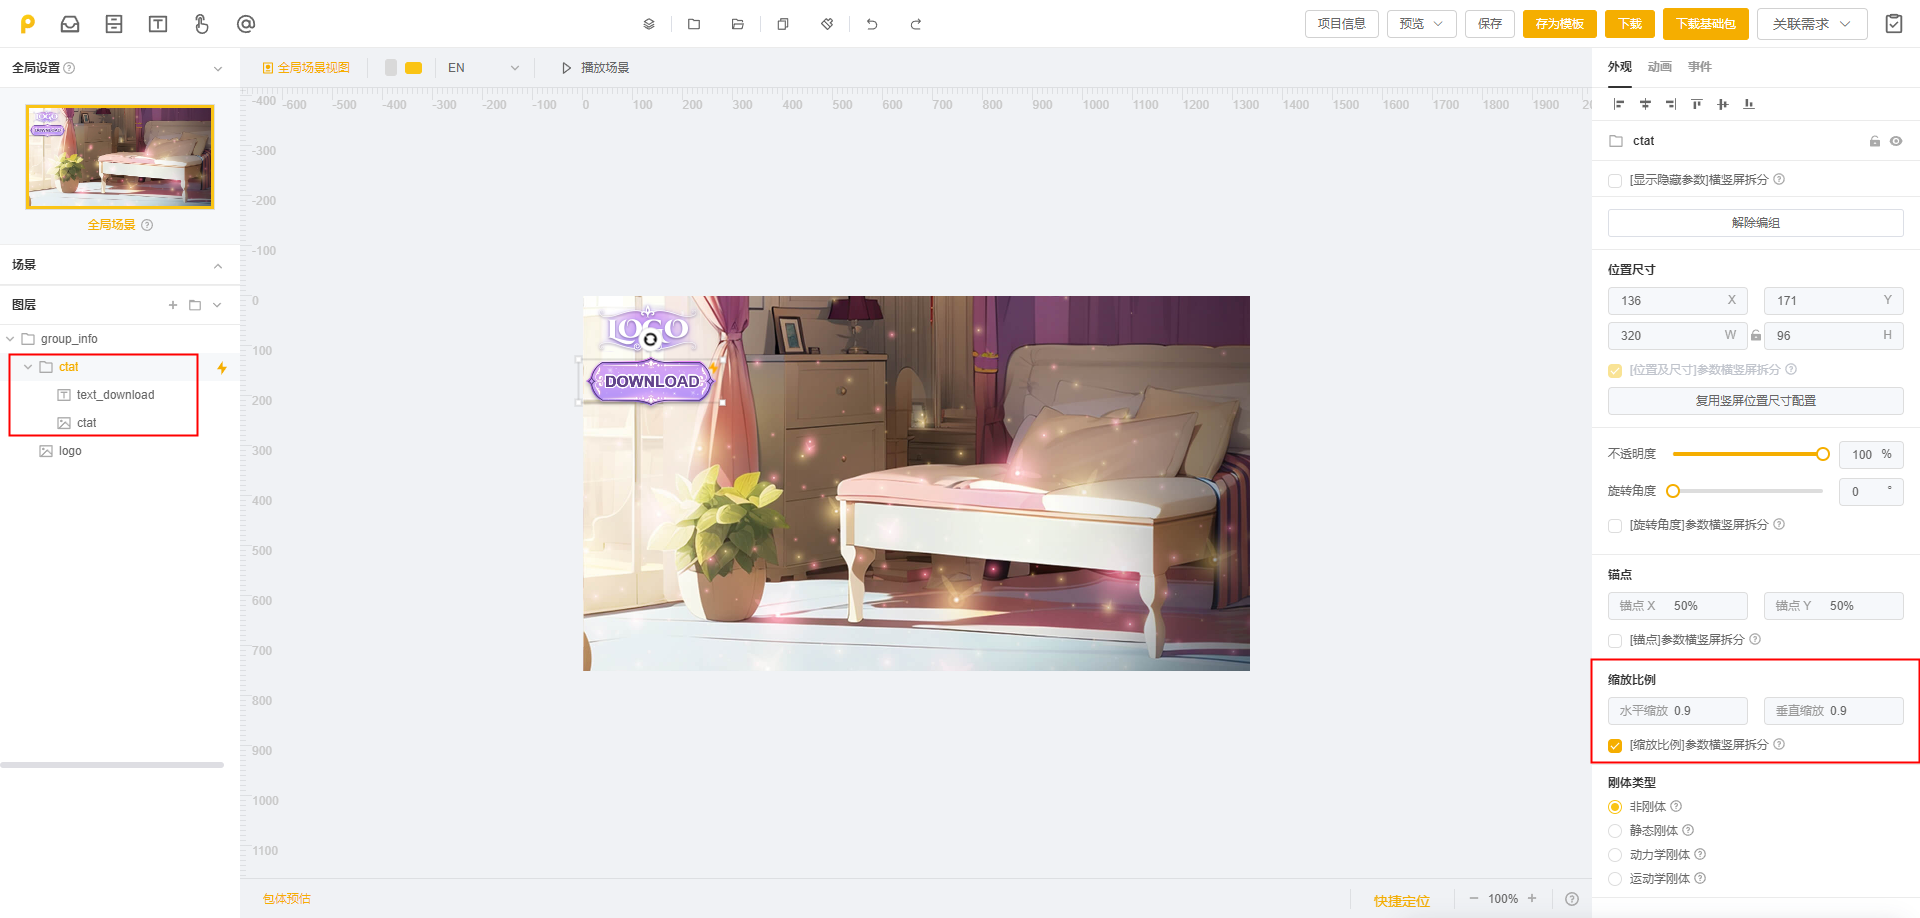 项目信息
预览
保存
存为模板
下载
下载基础包
关联需求
全局设置
全局场景视图
EN
播放场景
外观 动画 事件
-400 -600 -500 -400 -300 -200 -100 0 100 200 300 400 500 600 700 800 900 1000 1100 1200 1300 1400 1500 1600 1700 1800 1900
-300
-200
-100
0
100
200
300
400
500
600
700
800
900
1000
1100
全局场景
场景
图层
group_info
ctat
text_download
ctat
logo
LOGO
DOWNLOAD
LOGO
DOWNLOAD
包体预估
快捷定位
100%
ctat
[显示隐藏参数]横竖屏拆分
解除编组
位置尺寸
136 X 171 Y
320 W 96 H
[位置及尺寸]参数横竖屏拆分
复用竖屏位置尺寸配置
不透明度 100 %
旋转角度 0 °
[旋转角度]参数横竖屏拆分
锚点
锚点 X 50% 锚点 Y 50%
[锚点]参数横竖屏拆分
缩放比例
水平缩放 0.9 垂直缩放 0.9
[缩放比例]参数横竖屏拆分
刚体类型
非刚体
静态刚体
动力学刚体
运动学刚体